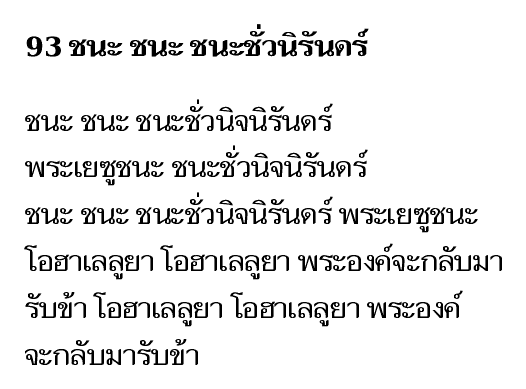 93 ชนะ ชนะ ชนะชั่วนิรันดร์
ชนะ ชนะ ชนะชั่วนิจนิรันดร์
พระเยซูชนะ ชนะชั่วนิจนิรันดร์
ชนะ ชนะ ชนะชั่วนิจนิรันดร์ พระเยซูชนะ
โอฮาเลลูยา โอฮาเลลูยา พระองค์จะกลับมา
รับข้า โอฮาเลลูยา โอฮาเลลูยา พระองค์
จะกลับมารับข้า